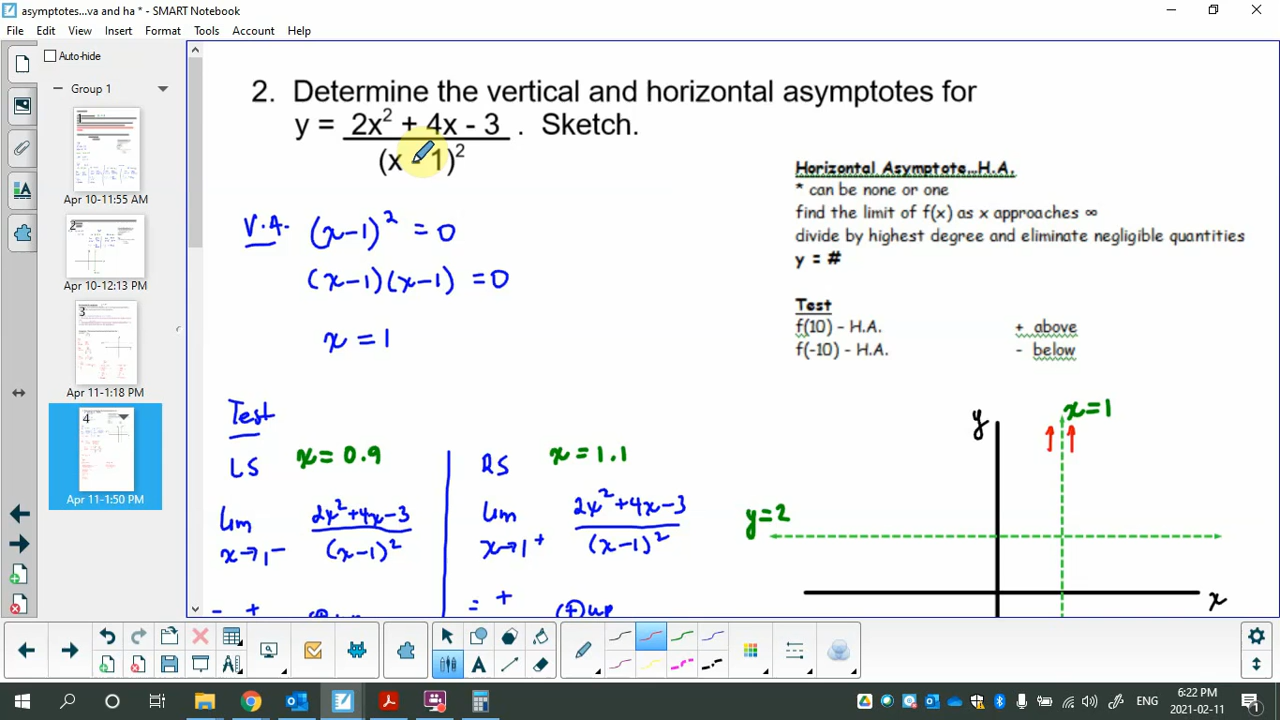 asymptotes...va and ha * - SMART Notebook
File Edit View Insert Format Tools Account Help
Auto-hide
Group 1
Apr 10-11:55 AM
Apr 10-12:13 PM
Apr 11-1:18 PM
Apr 11-1:50 PM
2. Determine the vertical and horizontal asymptotes for
y = 2x² + 4x - 3 . Sketch.
(x - 1)²
V.A. (x-1)² = 0
(x-1)(x-1) = 0
x = 1
Horizontal Asymptote...H.A.
* can be none or one
find the limit of f(x) as x approaches ∞
divide by highest degree and eliminate negligible quantities
y = #
Test
f(10) - H.A. + above
f(-10) - H.A. - below
Test
LS x = 0.9
lim 2x²+4x-3
x→1⁻ (x-1)²
= + (+) up
RS x = 1.1
lim 2x²+4x-3
x→1⁺ (x-1)²
= + (+) up
y
x=1
y=2
x
ENG
6:22 PM
2021-02-11